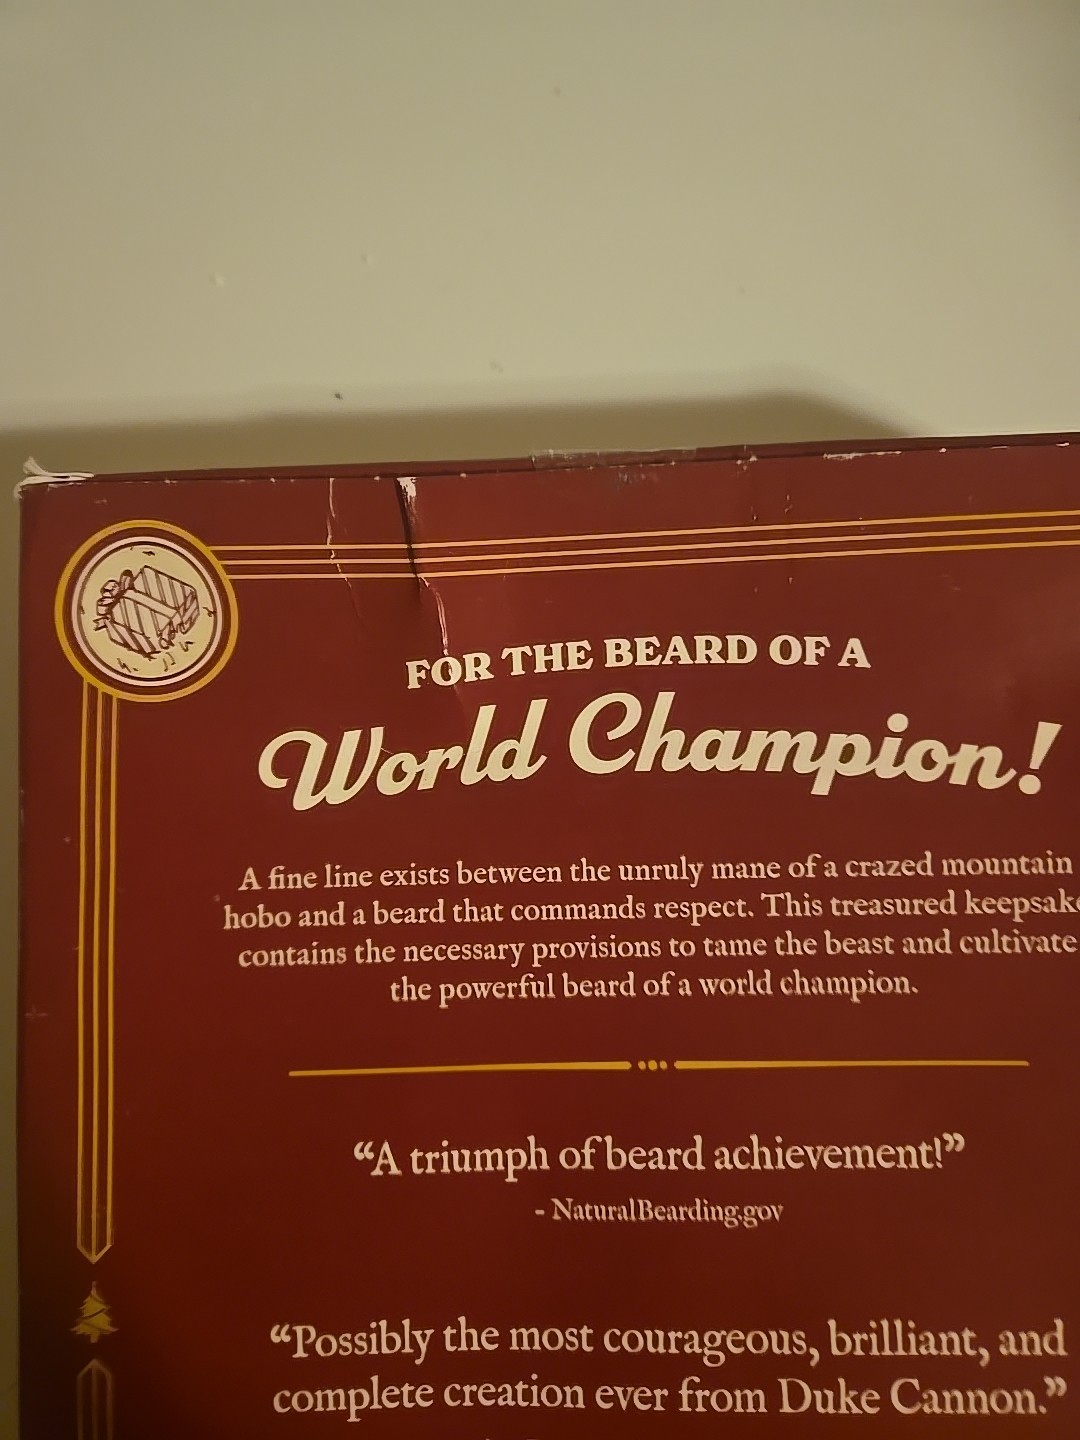 FOR THE BEARD OF A
World Champion!
A fine line exists between the unruly mane of a crazed mountain
hobo and a beard that commands respect. This treasured keepsake
contains the necessary provisions to tame the beast and cultivate
the powerful beard of a world champion.
“A triumph of beard achievement!”
- NaturalBearding.gov
“Possibly the most courageous, brilliant, and
complete creation ever from Duke Cannon.”